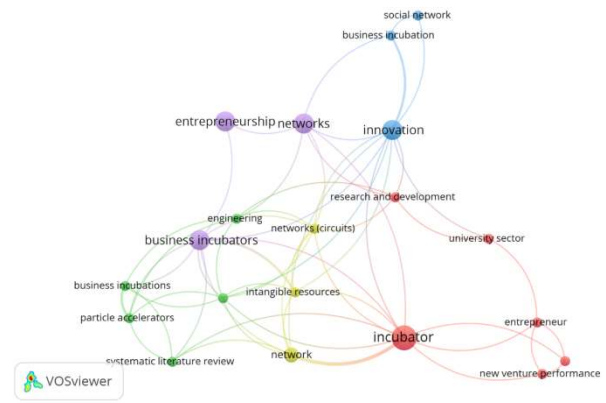 social network
business incubation
entrepreneurship
networks
innovation
research and development
engineering
networks (circuits)
business incubators
university sector
business incubations
intangible resources
particle accelerators
entrepreneur
incubator
network
systematic literature review
new venture performance
VOSviewer